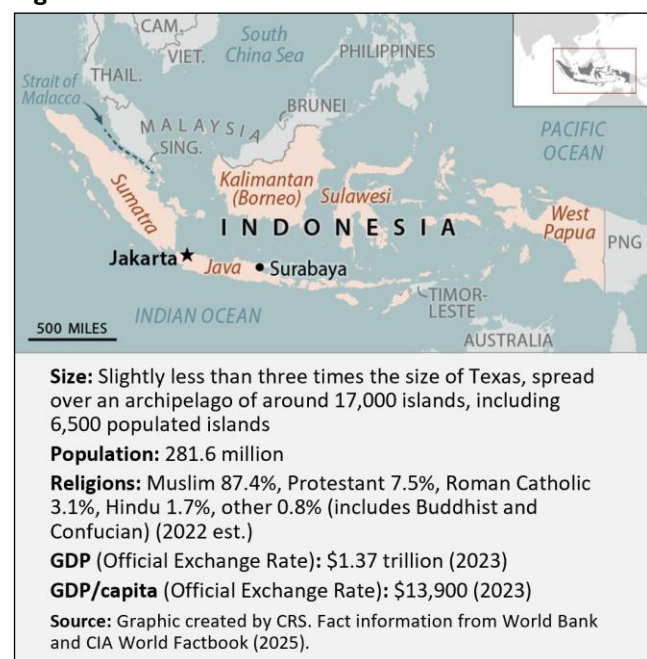 CAM.
South
China Sea
PHILIPPINES
VIET.
THAIL.
Strait of
Malacca
BRUNEI
MALAYSIA
SING.
PACIFIC
OCEAN
Kalimantan
(Borneo)
Sulawesi
Sumatra
West
Papua
INDONESIA
PNG
Jakarta
Java
Surabaya
TIMOR-
LESTE
INDIAN OCEAN
500 MILES
AUSTRALIA
Size: Slightly less than three times the size of Texas, spread
over an archipelago of around 17,000 islands, including
6,500 populated islands
Population: 281.6 million
Religions: Muslim 87.4%, Protestant 7.5%, Roman Catholic
3.1%, Hindu 1.7%, other 0.8% (includes Buddhist and
Confucian) (2022 est.)
GDP (Official Exchange Rate): $1.37 trillion (2023)
GDP/capita (Official Exchange Rate): $13,900 (2023)
Source: Graphic created by CRS. Fact information from World Bank
and CIA World Factbook (2025).